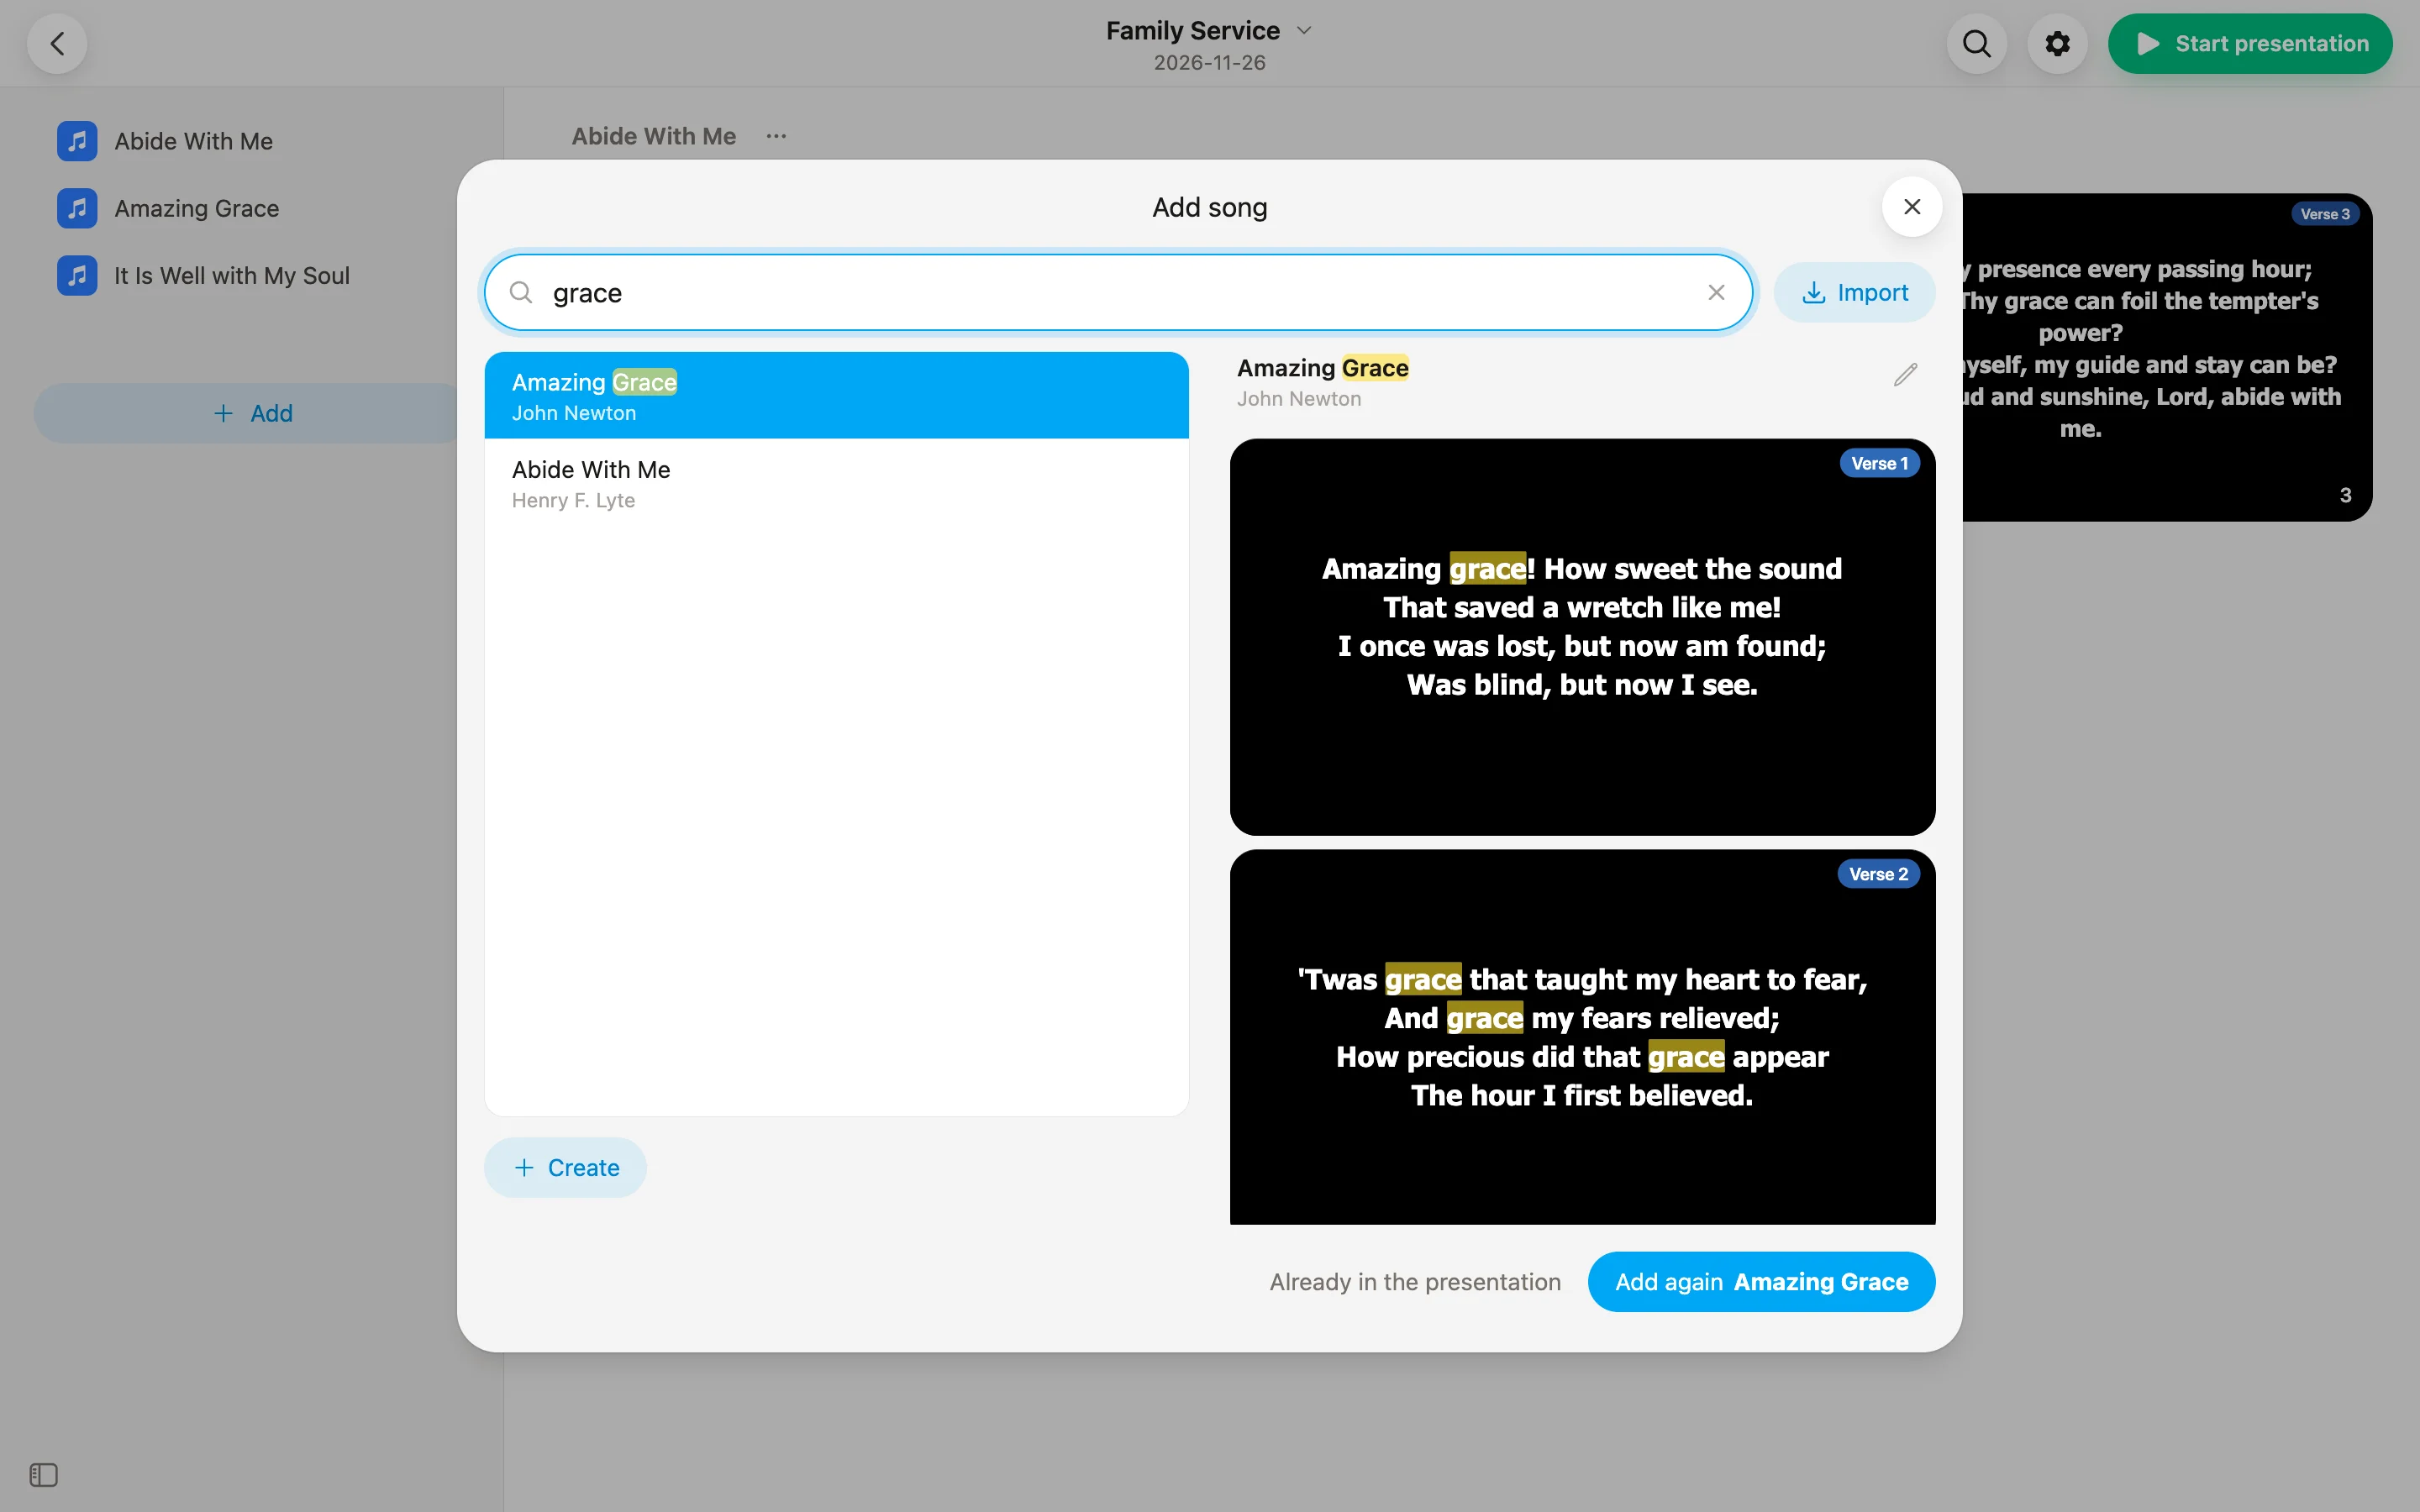 Family Service
2026-11-26
Start presentation
Abide With Me
Amazing Grace
It Is Well with My Soul
Add
Abide With Me
Verse 3
presence every passing hour;
Thy grace can foil the tempter's
power?
my guide and stay can be?
and sunshine, Lord, abide with
me.
3
Add song
grace
Import
Amazing Grace
John Newton
Abide With Me
Henry F. Lyte
Create
Amazing Grace
John Newton
Verse 1
Amazing grace! How sweet the sound
That saved a wretch like me!
I once was lost, but now am found;
Was blind, but now I see.
Verse 2
'Twas grace that taught my heart to fear,
And grace my fears relieved;
How precious did that grace appear
The hour I first believed.
Already in the presentation
Add again Amazing Grace